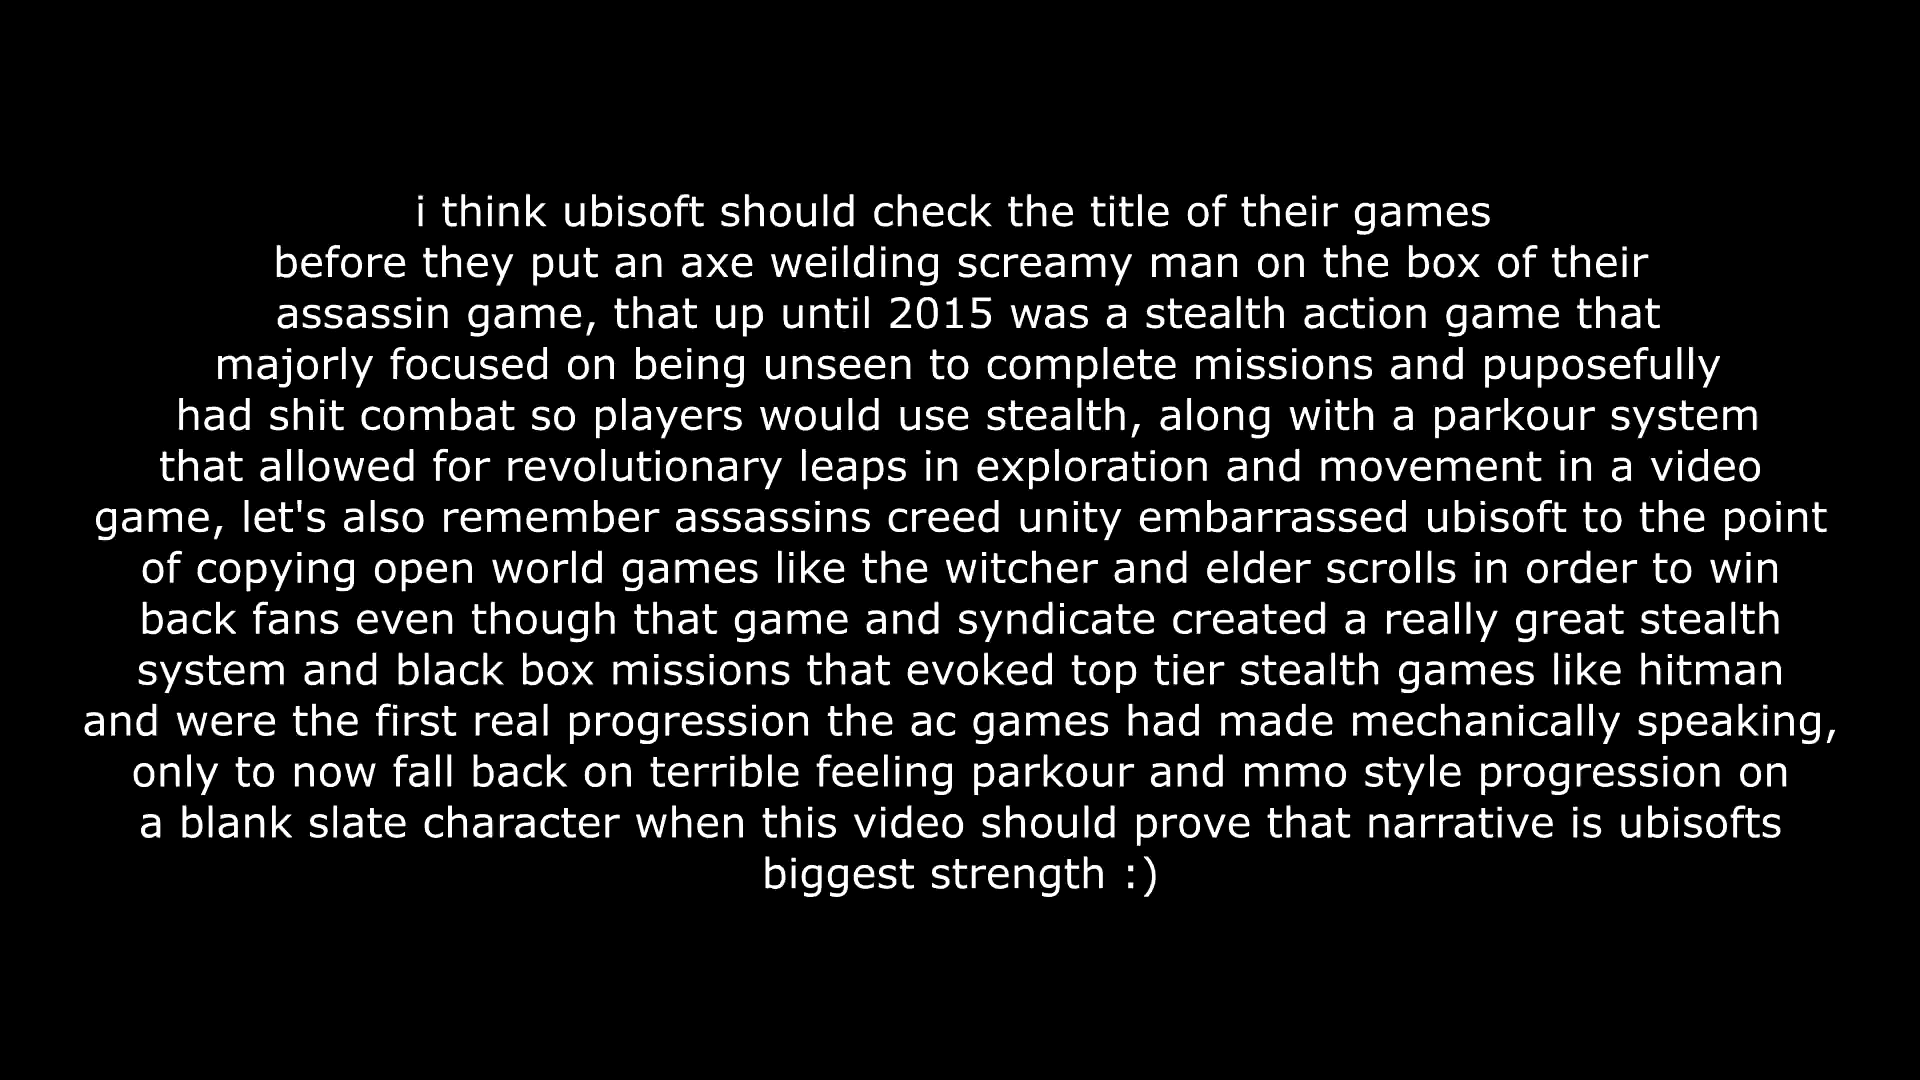 i think ubisoft should check the title of their games
before they put an axe weilding screamy man on the box of their
assassin game, that up until 2015 was a stealth action game that
majorly focused on being unseen to complete missions and puposefully
had shit combat so players would use stealth, along with a parkour system
that allowed for revolutionary leaps in exploration and movement in a video
game, let's also remember assassins creed unity embarrassed ubisoft to the point
of copying open world games like the witcher and elder scrolls in order to win
back fans even though that game and syndicate created a really great stealth
system and black box missions that evoked top tier stealth games like hitman
and were the first real progression the ac games had made mechanically speaking,
only to now fall back on terrible feeling parkour and mmo style progression on
a blank slate character when this video should prove that narrative is ubisofts
biggest strength :)